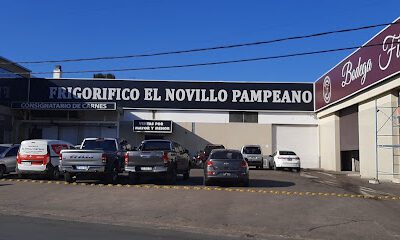 FRIGORIFICO EL NOVILLO PAMPEANO
CONSIGNATARIO DE CARNES
VENTAS POR
MAYOR Y MENOR
Bodega